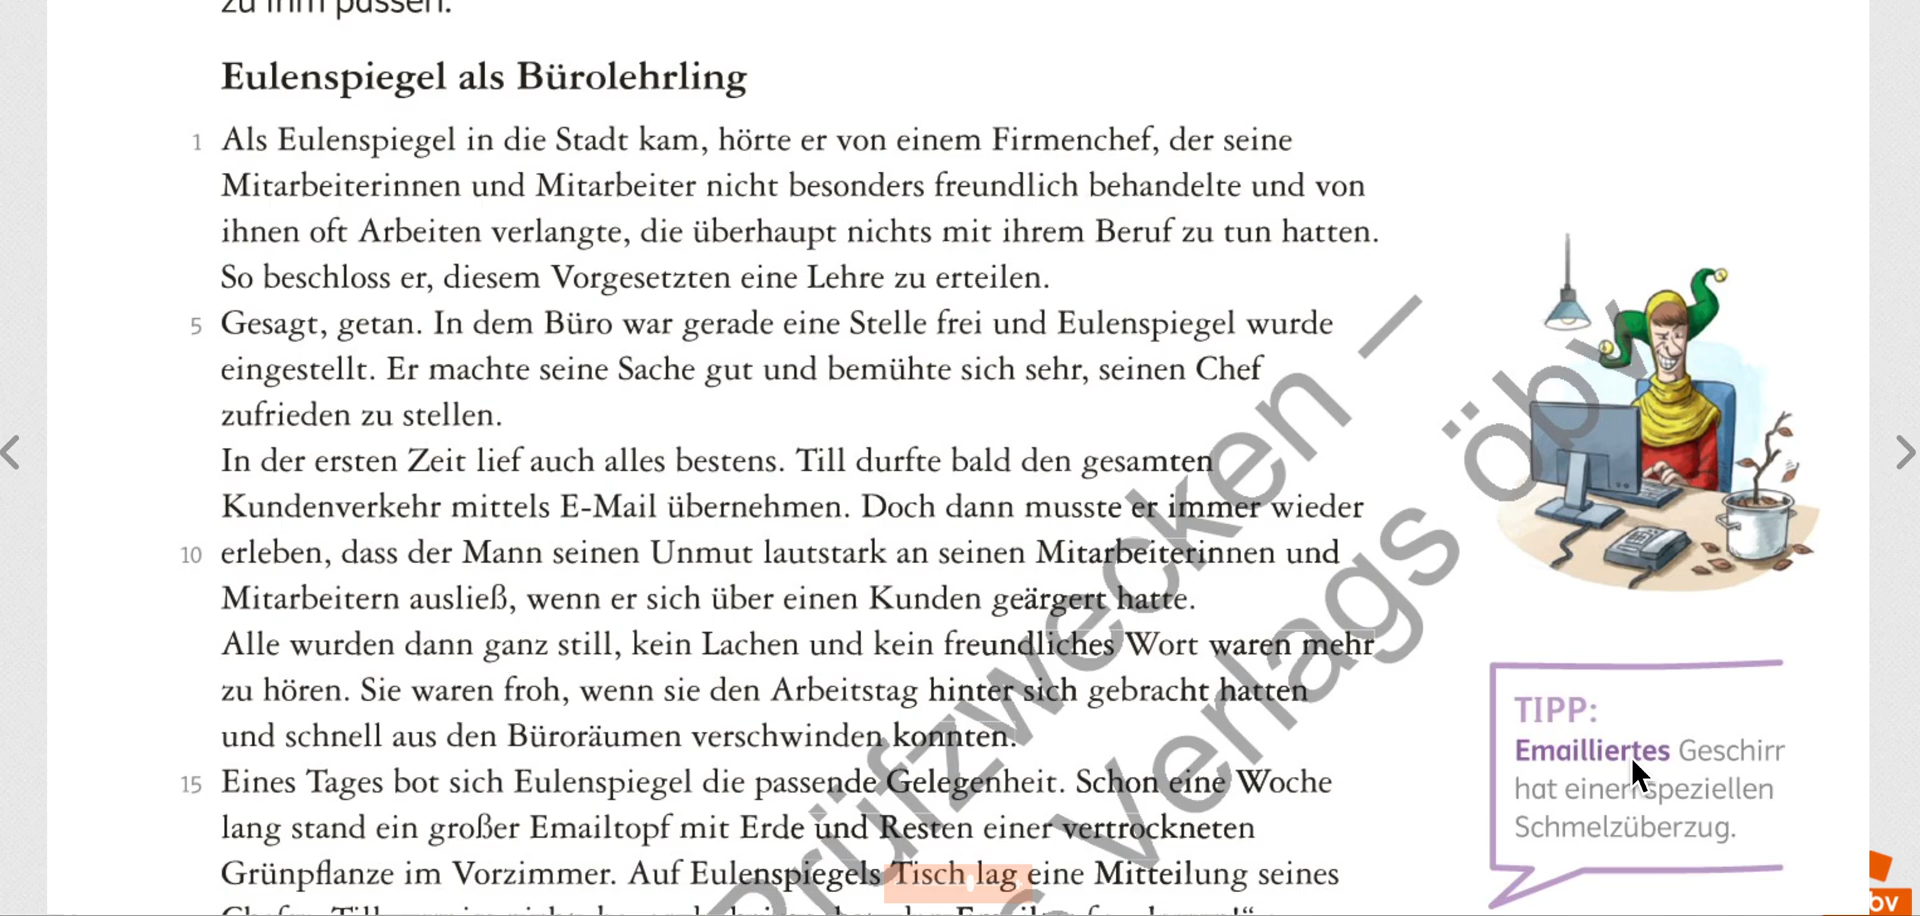 zu ihm passen.
Eulenspiegel als Bürolehrling
1 Als Eulenspiegel in die Stadt kam, hörte er von einem Firmenchef, der seine
Mitarbeiterinnen und Mitarbeiter nicht besonders freundlich behandelte und von
ihnen oft Arbeiten verlangte, die überhaupt nichts mit ihrem Beruf zu tun hatten.
So beschloss er, diesem Vorgesetzten eine Lehre zu erteilen.
5 Gesagt, getan. In dem Büro war gerade eine Stelle frei und Eulenspiegel wurde
eingestellt. Er machte seine Sache gut und bemühte sich sehr, seinen Chef
zufrieden zu stellen.
In der ersten Zeit lief auch alles bestens. Till durfte bald den gesamten
Kundenverkehr mittels E-Mail übernehmen. Doch dann musste er immer wieder
10 erleben, dass der Mann seinen Unmut lautstark an seinen Mitarbeiterinnen und
Mitarbeitern ausließ, wenn er sich über einen Kunden geärgert hatte.
Alle wurden dann ganz still, kein Lachen und kein freundliches Wort waren mehr
zu hören. Sie waren froh, wenn sie den Arbeitstag hinter sich gebracht hatten
und schnell aus den Büroräumen verschwinden konnten.
15 Eines Tages bot sich Eulenspiegel die passende Gelegenheit. Schon eine Woche
lang stand ein großer Emailtopf mit Erde und Resten einer vertrockneten
Grünpflanze im Vorzimmer. Auf Eulenspiegels Tisch lag eine Mitteilung seines
TIPP:
Emailliertes Geschirr
hat einen speziellen
Schmelzüberzug.
Prüfzwecken –
Verlags öbv
öbv